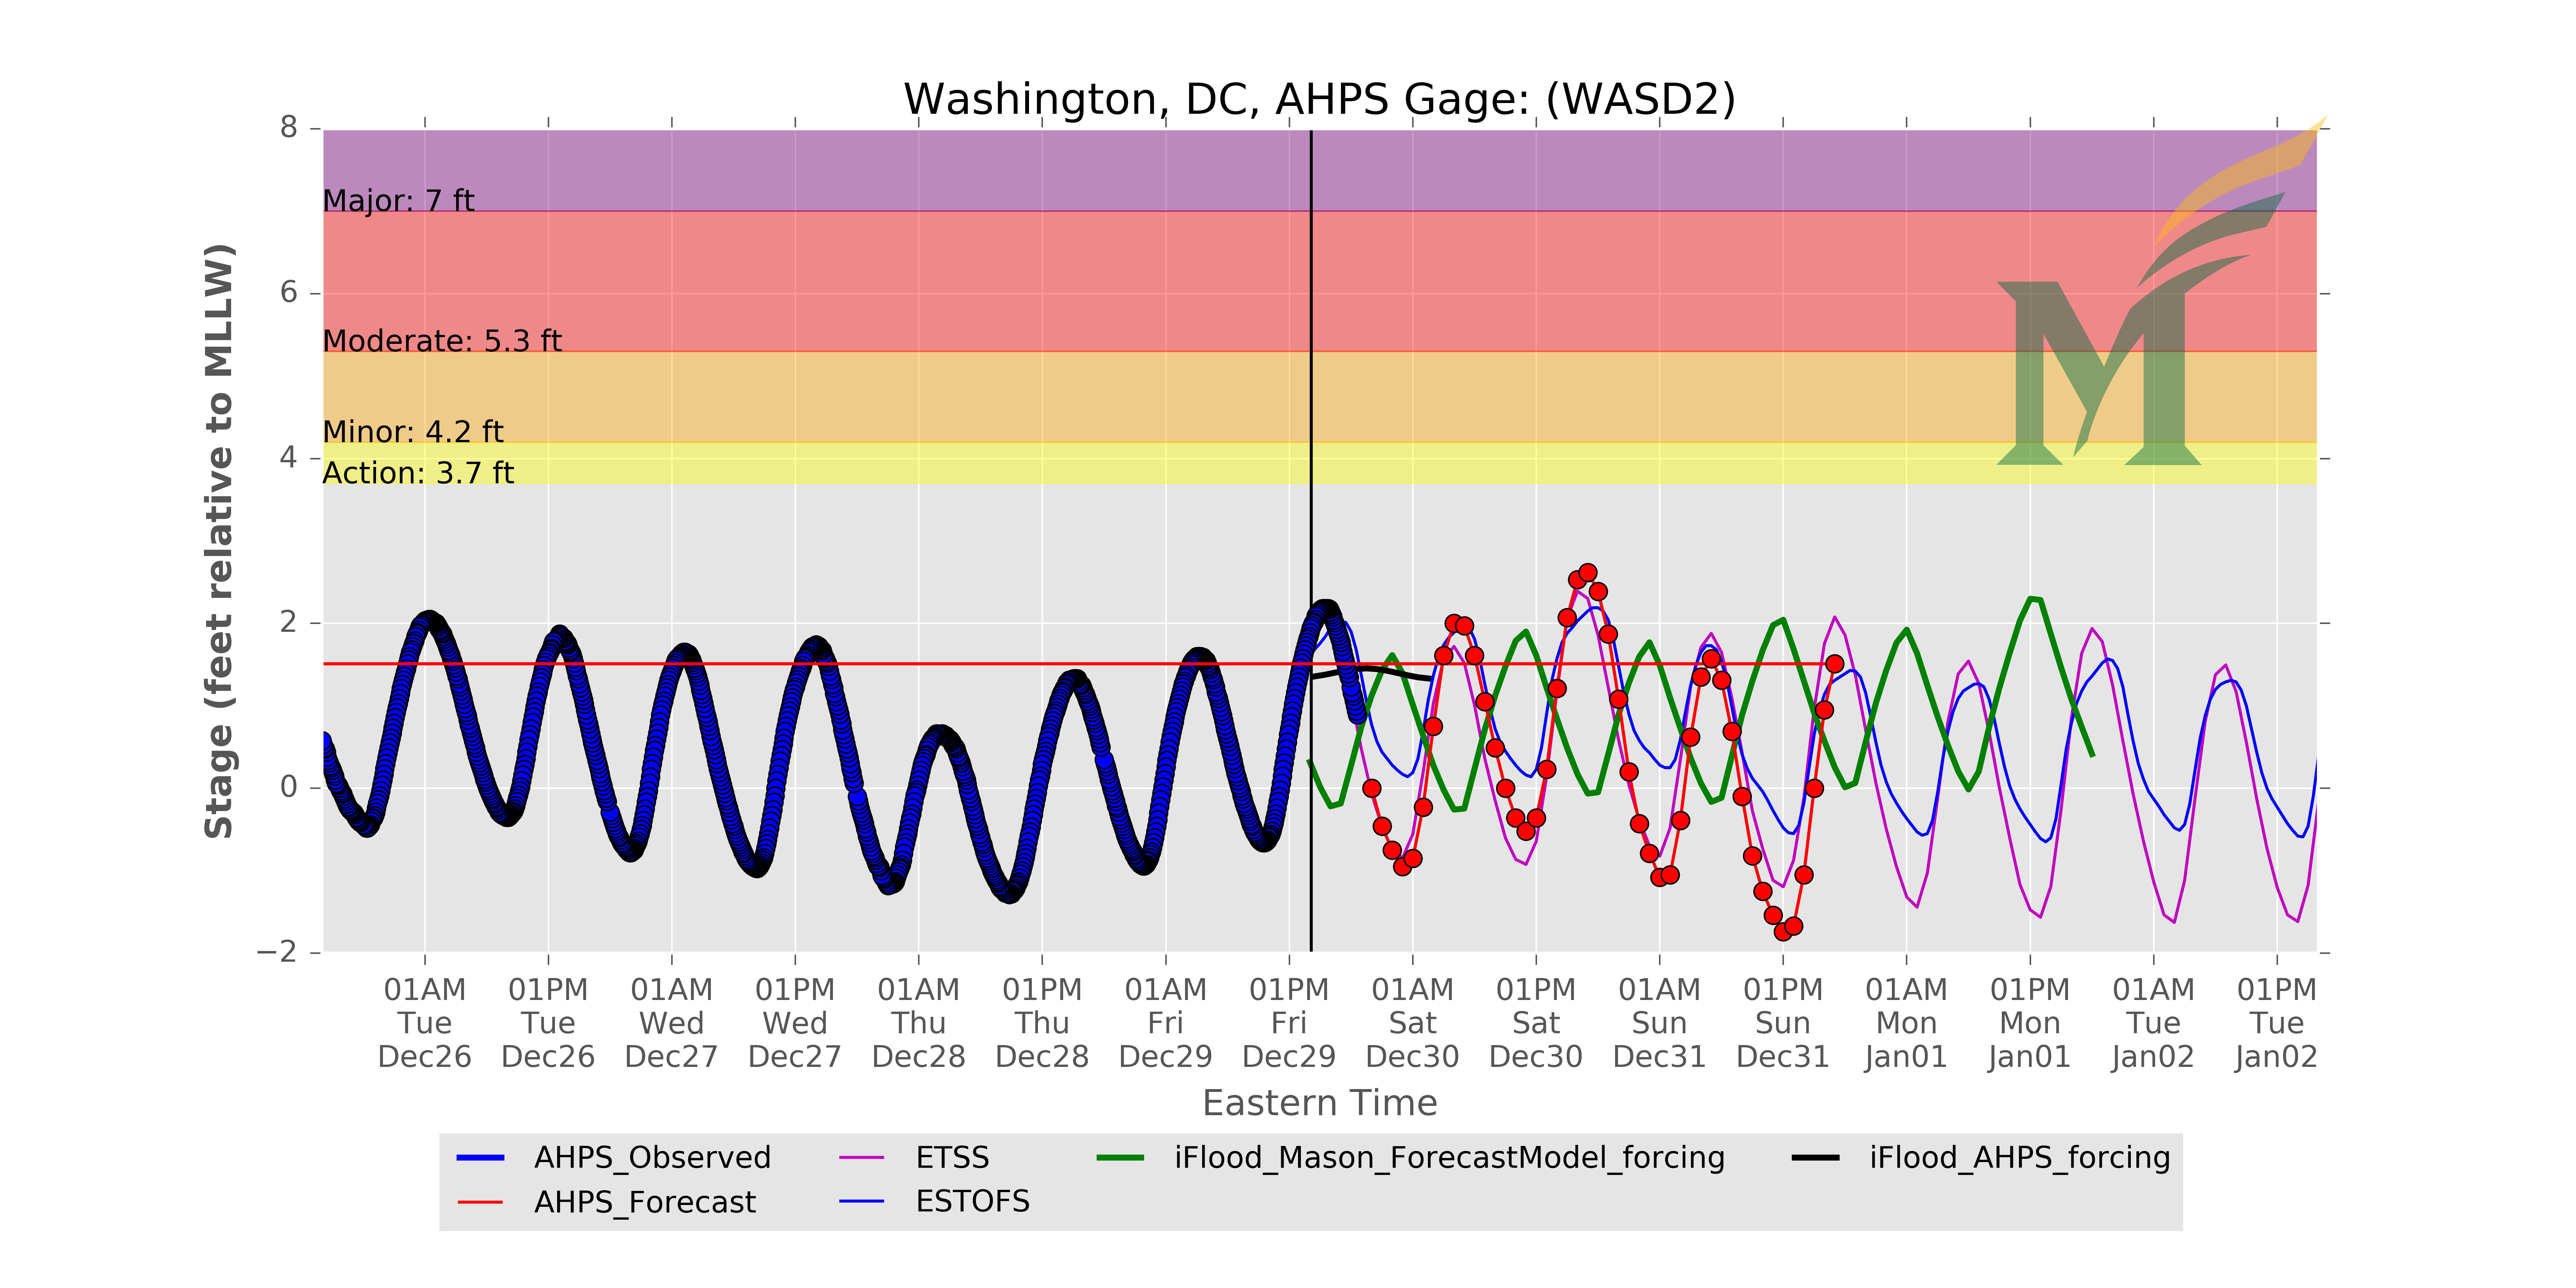 Washington, DC, AHPS Gage: (WASD2)
Stage (feet relative to MLLW)
8
6
4
2
0
−2
Major: 7 ft
Moderate: 5.3 ft
Minor: 4.2 ft
Action: 3.7 ft
M
01AM 01PM 01AM 01PM 01AM 01PM 01AM 01PM 01AM 01PM 01AM 01PM 01AM 01PM 01AM 01PM
Tue Tue Wed Wed Thu Thu Fri Fri Sat Sat Sun Sun Mon Mon Tue Tue
Dec26 Dec26 Dec27 Dec27 Dec28 Dec28 Dec29 Dec29 Dec30 Dec30 Dec31 Dec31 Jan01 Jan01 Jan02 Jan02
Eastern Time
AHPS_Observed ETSS iFlood_Mason_ForecastModel_forcing iFlood_AHPS_forcing
AHPS_Forecast ESTOFS